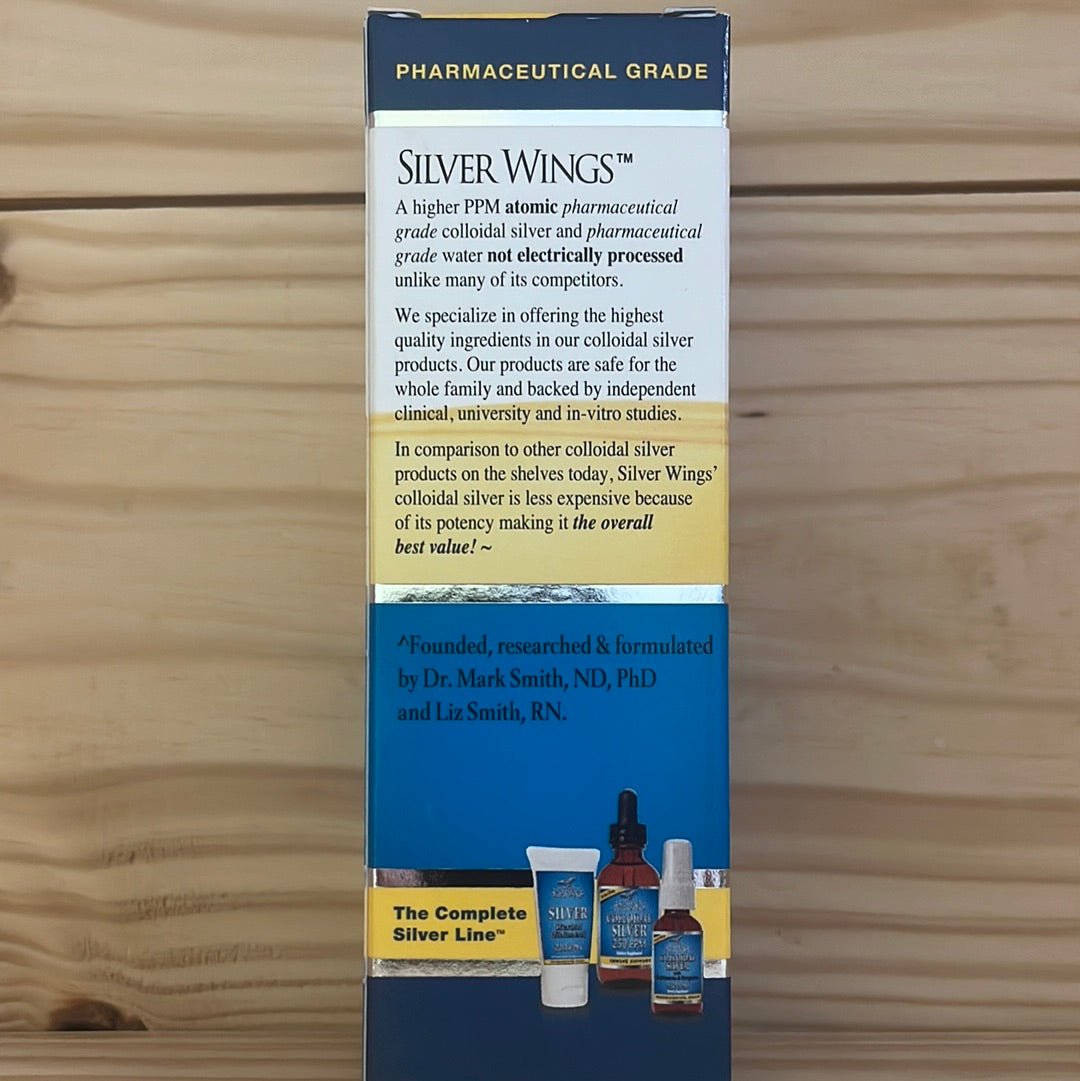 PHARMACEUTICAL GRADE
SILVER WINGS™
A higher PPM atomic pharmaceutical
grade colloidal silver and pharmaceutical
grade water not electrically processed
unlike many of its competitors.
We specialize in offering the highest
quality ingredients in our colloidal silver
products. Our products are safe for the
whole family and backed by independent
clinical, university and in-vitro studies.
In comparison to other colloidal silver
products on the shelves today, Silver Wings'
colloidal silver is less expensive because
of its potency making it the overall
best value! ~
^Founded, researched & formulated
by Dr. Mark Smith, ND, PhD
and Liz Smith, RN.
The Complete
Silver Line™
SILVER
SILVER
250 PPM
IMMUNE SUPPORT